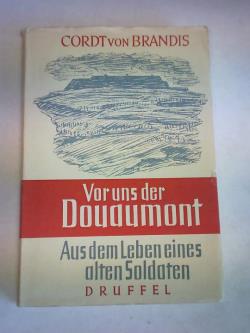 CORDT VON BRANDIS
Vor uns der
Douaumont
Aus dem Leben eines
alten Soldaten
DRUFFEL